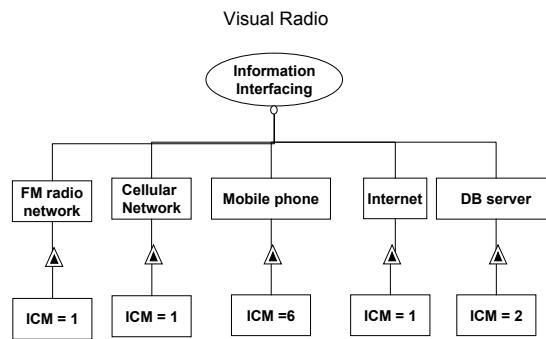 Visual Radio
Information
Interfacing
FM radio
network
Cellular
Network
Mobile phone
Internet
DB server
ICM = 1
ICM = 1
ICM =6
ICM = 1
ICM = 2